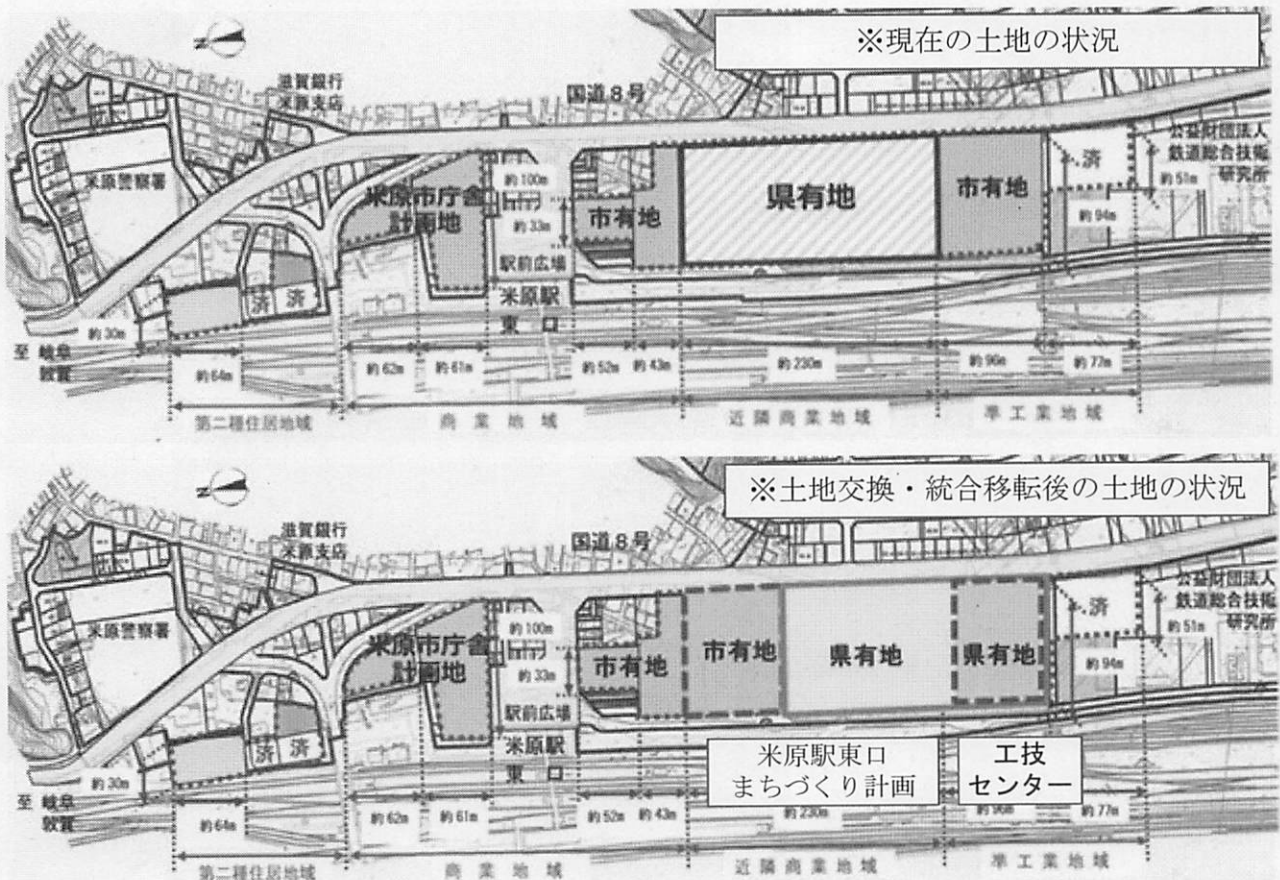 ※現在の土地の状況
滋賀銀行
米原支店
国道8号
公益財団法人
鉄道総合技術
研究所
米原警察署
米原市庁舎
計画地
約100m
約33m
駅前広場
市有地
県有地
市有地
済
約51m
約94m
済 済
米原駅
東口
約30m
至 岐阜
敦賀
約64m
約62m
約61m
約52m
約43m
約230m
約96m
約77m
第二種住居地域
商業地域
近隣商業地域
準工業地域
※土地交換・統合移転後の土地の状況
滋賀銀行
米原支店
国道8号
公益財団法人
鉄道総合技術
研究所
米原警察署
米原市庁舎
計画地
約100m
約33m
駅前広場
市有地
市有地
県有地
県有地
済
約51m
約94m
済 済
米原駅
東口
米原駅東口
まちづくり計画
工技
センター
約30m
至 岐阜
敦賀
約64m
約62m
約61m
約52m
約43m
約230m
約96m
約77m
第二種住居地域
商業地域
近隣商業地域
準工業地域